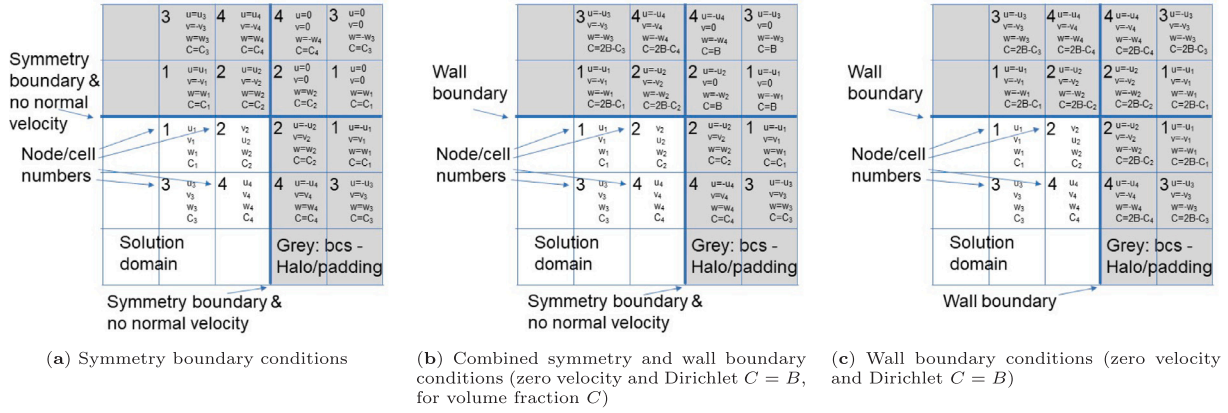 3 u=u₃ 4 u=u₄ 4 u=0 3 u=0
v=-v₃ v=-v₄ v=0 v=0
w=w₃ w=w₄ w=-w₄ w=-w₃
C=C₃ C=C₄ C=C₄ C=C₃
1 u=u₁ 2 u=u₂ 2 u=0 1 u=0
v=-v₁ v=-v₂ v=0 v=0
w=w₁ w=w₂ w=w₂ w=w₁
C=C₁ C=C₂ C=C₂ C=C₁
Symmetry
boundary &
no normal
velocity
1 u₁ 2 v₂ 2 u=-u₂ 1 u=-u₁
v₁ u₂ v=v₂ v=v₁
w₁ w₂ w=w₂ w=w₁
C₁ C₂ C=C₂ C=C₁
Node/cell
numbers
3 u₃ 4 u₄ 4 u=-u₄ 3 u=-u₃
v₃ v₄ v=v₄ v=v₃
w₃ w₄ w=w₄ w=w₃
C₃ C₄ C=C₄ C=C₃
Solution
domain
Grey: bcs -
Halo/padding
Symmetry boundary &
no normal velocity
(a) Symmetry boundary conditions
3 u=-u₃ 4 u=-u₄ 4 u=0 3 u=0
v=-v₃ v=-v₄ v=0 v=0
w=-w₃ w=-w₄ w=-w₄ w=-w₃
C=2B-C₃ C=2B-C₄ C=B C=B
1 u=-u₁ 2 u=-u₂ 2 u=-u₂ 1 u=-u₁
v=-v₁ v=-v₂ v=0 v=0
w=-w₁ w=-w₂ w=-w₂ w=-w₁
C=2B-C₁ C=2B-C₂ C=B C=B
Wall
boundary
1 u₁ 2 v₂ 2 u=-u₂ 1 u=-u₁
v₁ u₂ v=v₂ v=v₁
w₁ w₂ w=w₂ w=w₁
C₁ C₂ C=C₂ C=C₁
Node/cell
numbers
3 u₃ 4 u₄ 4 u=-u₄ 3 u=-u₃
v₃ v₄ v=v₄ v=v₃
w₃ w₄ w=w₄ w=w₃
C₃ C₄ C=C₄ C=C₃
Solution
domain
Grey: bcs -
Halo/padding
Symmetry boundary &
no normal velocity
(b) Combined symmetry and wall boundary
conditions (zero velocity and Dirichlet C = B,
for volume fraction C)
3 u=-u₃ 4 u=-u₄ 4 u=-u₄ 3 u=-u₃
v=-v₃ v=-v₄ v=-v₄ v=-v₃
w=-w₃ w=-w₄ w=-w₄ w=-w₃
C=2B-C₃ C=2B-C₄ C=2B-C₄ C=2B-C₃
1 u=-u₁ 2 u=-u₂ 2 u=-u₂ 1 u=-u₁
v=-v₁ v=-v₂ v=-v₂ v=-v₁
w=-w₁ w=-w₂ w=-w₂ w=-w₁
C=2B-C₁ C=2B-C₂ C=2B-C₂ C=2B-C₁
Wall
boundary
1 u₁ 2 v₂ 2 u=-u₂ 1 u=-u₁
v₁ u₂ v=-v₂ v=-v₁
w₁ w₂ w=-w₂ w=-w₁
C₁ C₂ C=2B-C₂ C=2B-C₁
Node/cell
numbers
3 u₃ 4 u₄ 4 u=-u₄ 3 u=-u₃
v₃ v₄ v=-v₄ v=-v₃
w₃ w₄ w=-w₄ w=-w₃
C₃ C₄ C=2B-C₄ C=2B-C₃
Solution
domain
Grey: bcs -
Halo/padding
Wall boundary
(c) Wall boundary conditions (zero velocity
and Dirichlet C = B)